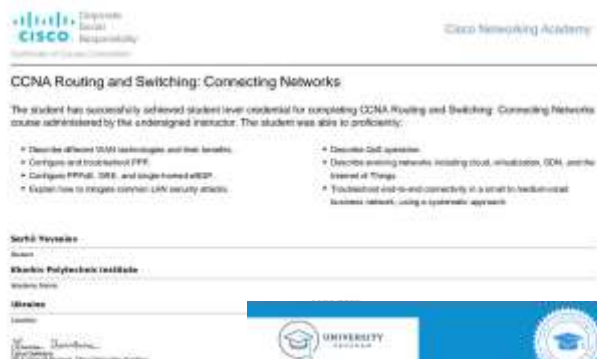 Corporate
Social
Responsibility
CISCO
Cisco Networking Academy
CCNA Routing and Switching: Connecting Networks
The student has successfully achieved student level credential for completing CCNA Routing and Switching: Connecting Networks
course administered by the undersigned instructor. The student was able to proficiently:
• Describe different WAN technologies and their benefits.
• Configure and troubleshoot PPP.
• Configure PPPoE, GRE, and single-homed eBGP.
• Explain how to mitigate common LAN security attacks.
• Describe QoS operation.
• Describe evolving networks including cloud, virtualization, SDN, and the
Internet of Things.
• Troubleshoot end-to-end connectivity in a small to medium-sized
business network, using a systematic approach.
Student
Kharkiv Polytechnic Institute
Academy Name
Ukraine
Location
UNIVERSITY
PROGRAM